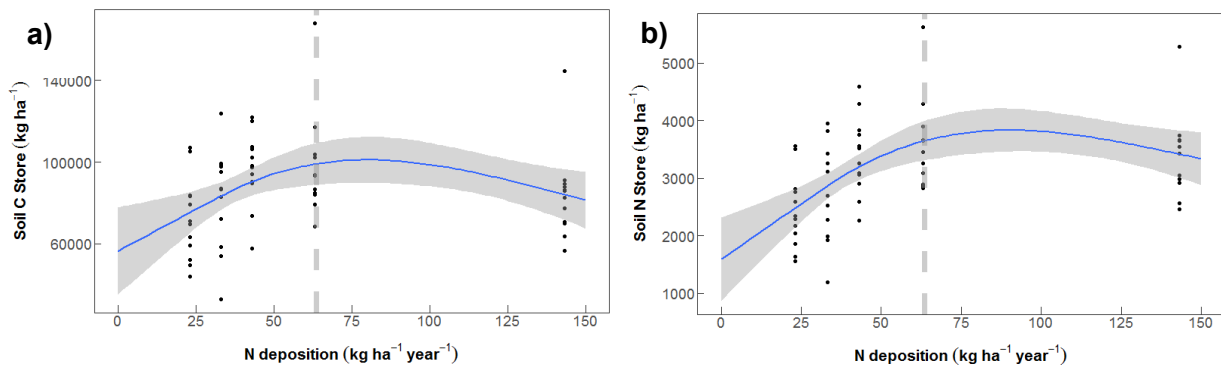 a)
Soil C Store (kg ha⁻¹)
140000
100000
60000
0 25 50 75 100 125 150
N deposition (kg ha⁻¹ year⁻¹)
b)
Soil N Store (kg ha⁻¹)
5000
4000
3000
2000
1000
0 25 50 75 100 125 150
N deposition (kg ha⁻¹ year⁻¹)